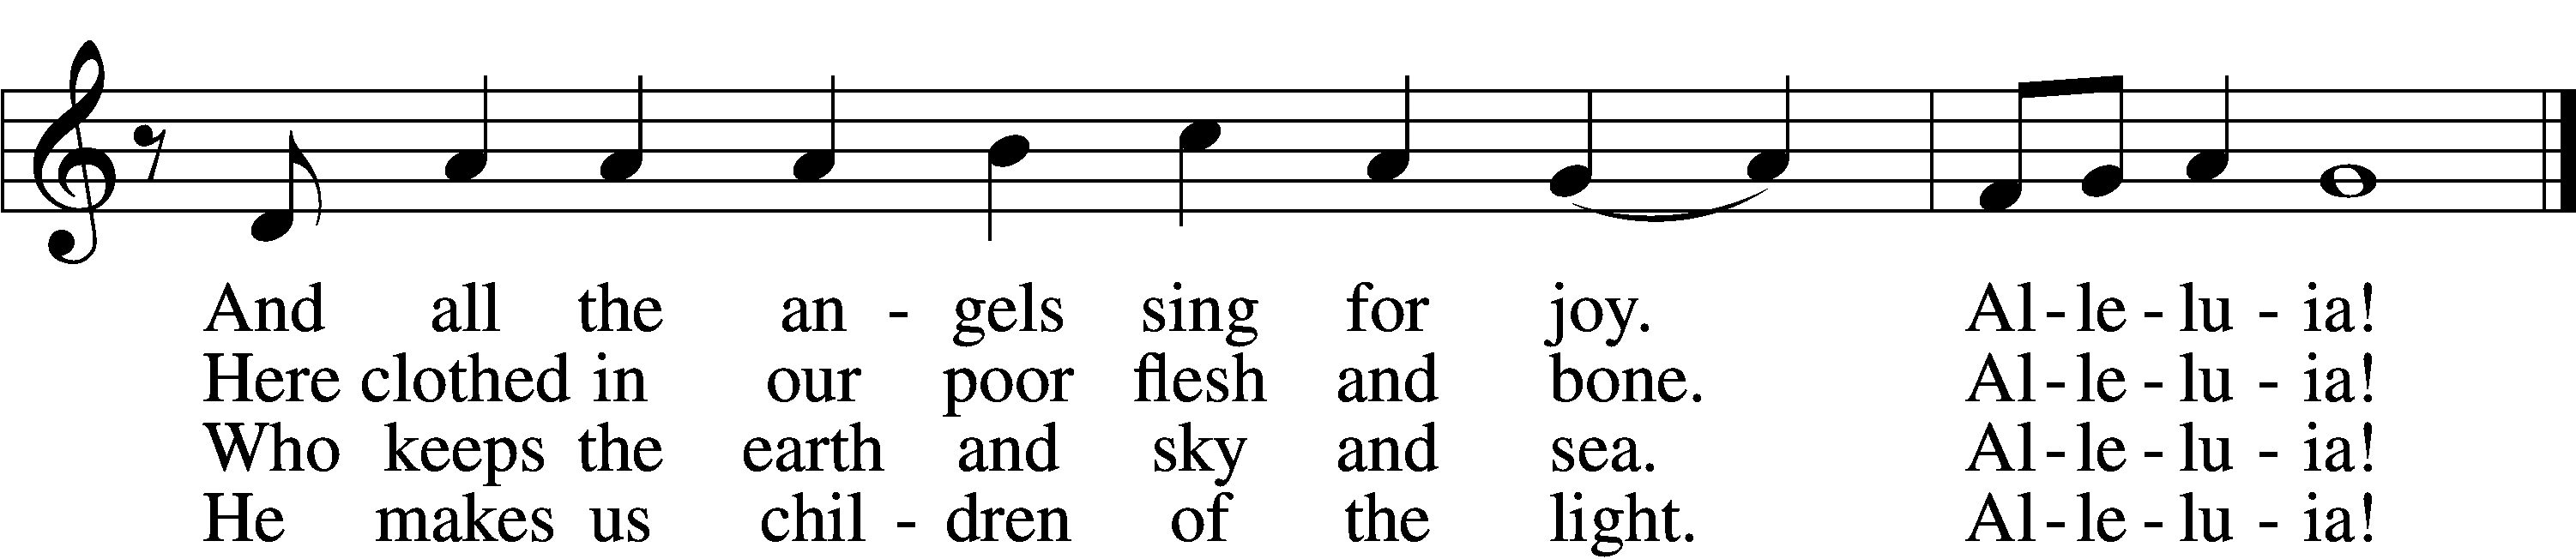 And all the an - gels sing for joy. Al - le - lu - ia!
Here clothed in our poor flesh and bone. Al - le - lu - ia!
Who keeps the earth and sky and sea. Al - le - lu - ia!
He makes us chil - dren of the light. Al - le - lu - ia!